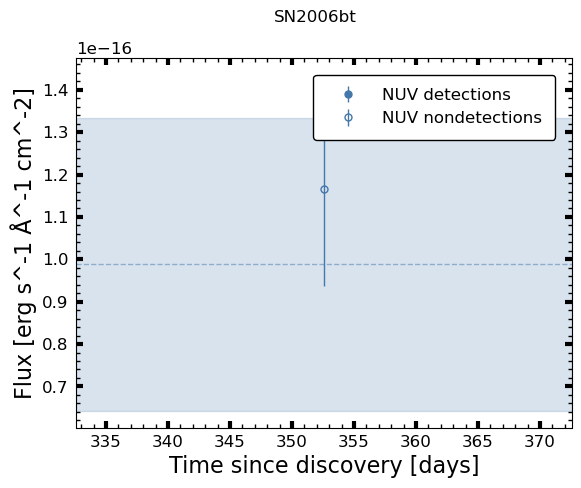 SN2006bt
1e−16
Flux [erg s^-1 Å^-1 cm^-2]
1.4
1.3
1.2
1.1
1.0
0.9
0.8
0.7
NUV detections
NUV nondetections
335 340 345 350 355 360 365 370
Time since discovery [days]